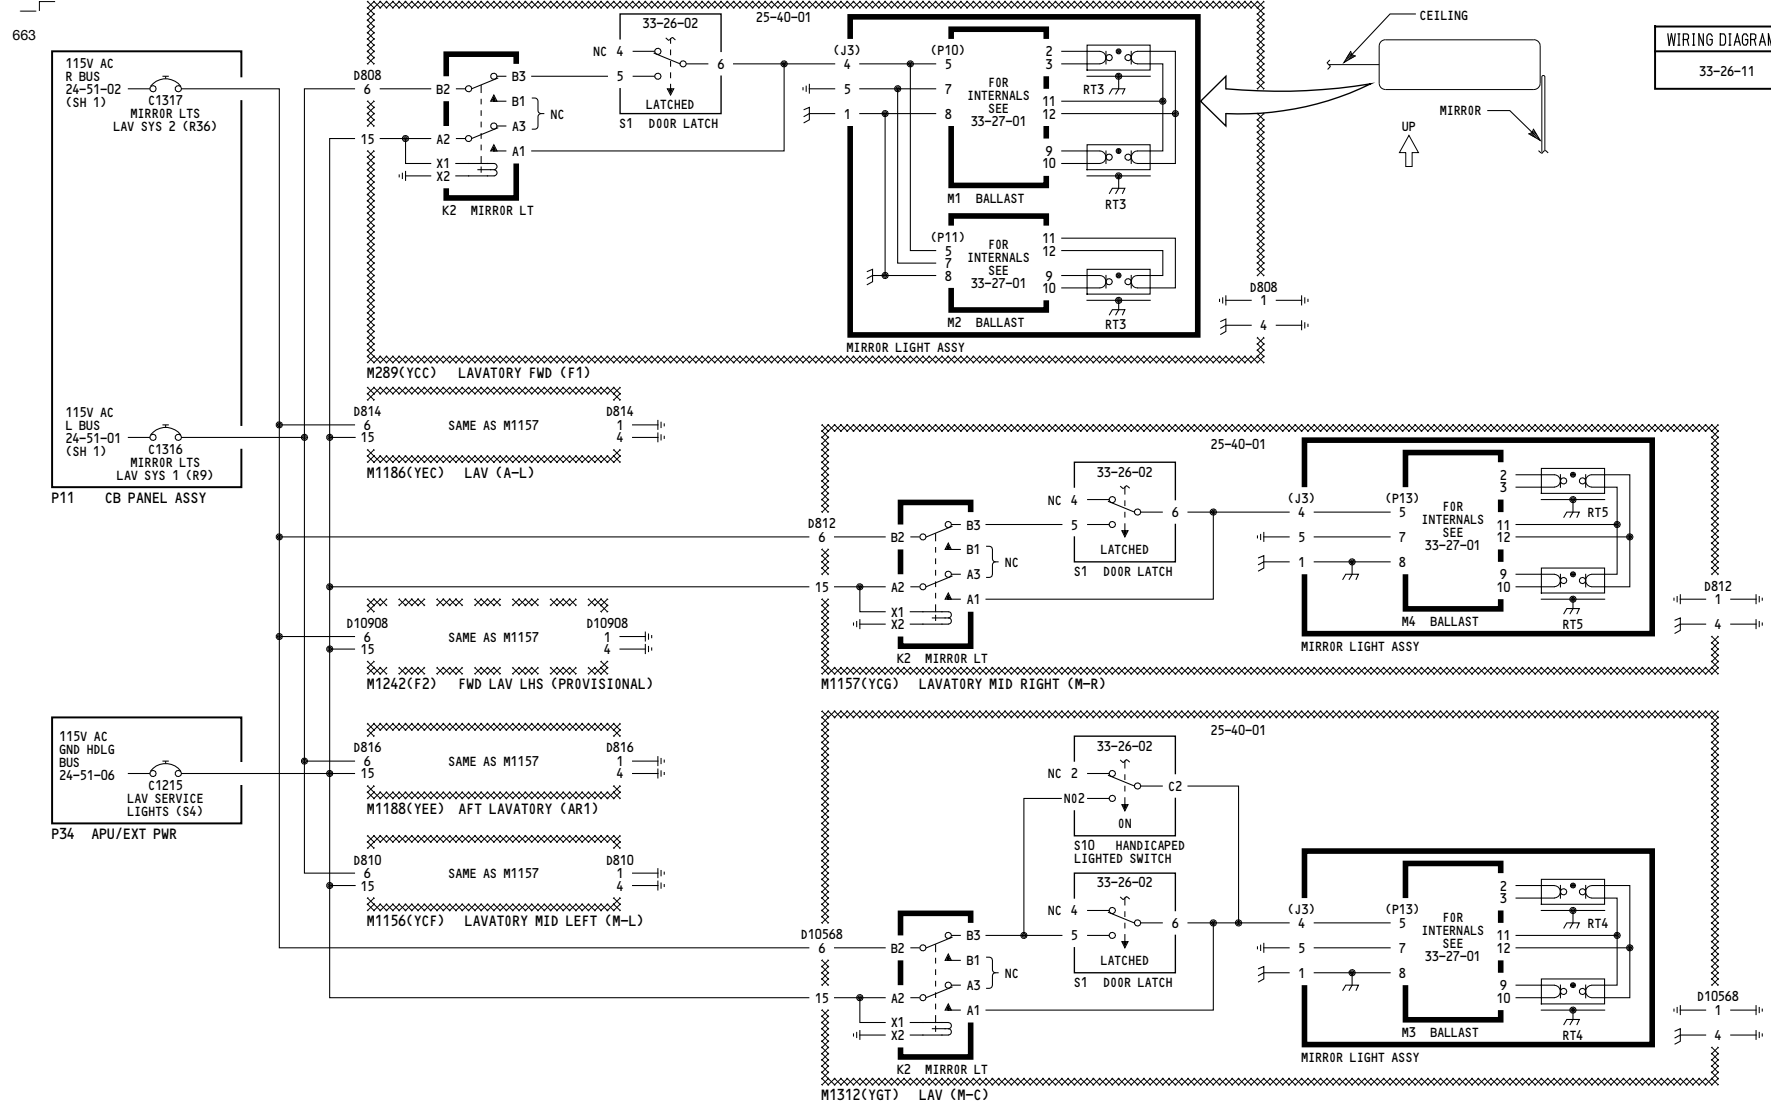 663
WIRING DIAGRAM
33-26-11
CEILING
MIRROR
UP
115V AC
R BUS
24-51-02
(SH 1)
C1317
MIRROR LTS
LAV SYS 2 (R36)
115V AC
L BUS
24-51-01
(SH 1)
C1316
MIRROR LTS
LAV SYS 1 (R9)
P11 CB PANEL ASSY
115V AC
GND HDLG
BUS
24-51-06
C1215
LAV SERVICE
LIGHTS (S4)
P34 APU/EXT PWR
25-40-01
D808
6
15
B2
A2
X1
X2
B3
B1
A3
A1
NC
K2 MIRROR LT
33-26-02
NC 4
5
6
LATCHED
S1 DOOR LATCH
(J3)
4
5
1
(P10)
5
7
8
FOR
INTERNALS
SEE
33-27-01
2
3
11
12
9
10
RT3
RT3
M1 BALLAST
(P11)
5
7
8
FOR
INTERNALS
SEE
33-27-01
11
12
9
10
RT3
M2 BALLAST
MIRROR LIGHT ASSY
D808
1
4
M289(YCC) LAVATORY FWD (F1)
D814
6
15
SAME AS M1157
D814
1
4
M1186(YEC) LAV (A-L)
D10908
6
15
SAME AS M1157
D10908
1
4
M1242(F2) FWD LAV LHS (PROVISIONAL)
D816
6
15
SAME AS M1157
D816
1
4
M1188(YEE) AFT LAVATORY (AR1)
D810
6
15
SAME AS M1157
D810
1
4
M1156(YCF) LAVATORY MID LEFT (M-L)
25-40-01
D812
6
15
B2
A2
X1
X2
B3
B1
A3
A1
NC
K2 MIRROR LT
33-26-02
NC 4
5
6
LATCHED
S1 DOOR LATCH
(J3)
4
5
1
(P13)
5
7
8
FOR
INTERNALS
SEE
33-27-01
2
3
11
12
9
10
RT5
RT5
M4 BALLAST
MIRROR LIGHT ASSY
D812
1
4
M1157(YCG) LAVATORY MID RIGHT (M-R)
25-40-01
33-26-02
NC 2
NO2
C2
ON
S10 HANDICAPED
LIGHTED SWITCH
D10568
6
15
B2
A2
X1
X2
B3
B1
A3
A1
NC
K2 MIRROR LT
33-26-02
NC 4
5
6
LATCHED
S1 DOOR LATCH
(J3)
4
5
1
(P13)
5
7
8
FOR
INTERNALS
SEE
33-27-01
2
3
11
12
9
10
RT4
RT4
M3 BALLAST
MIRROR LIGHT ASSY
D10568
1
4
M1312(YGT) LAV (M-C)